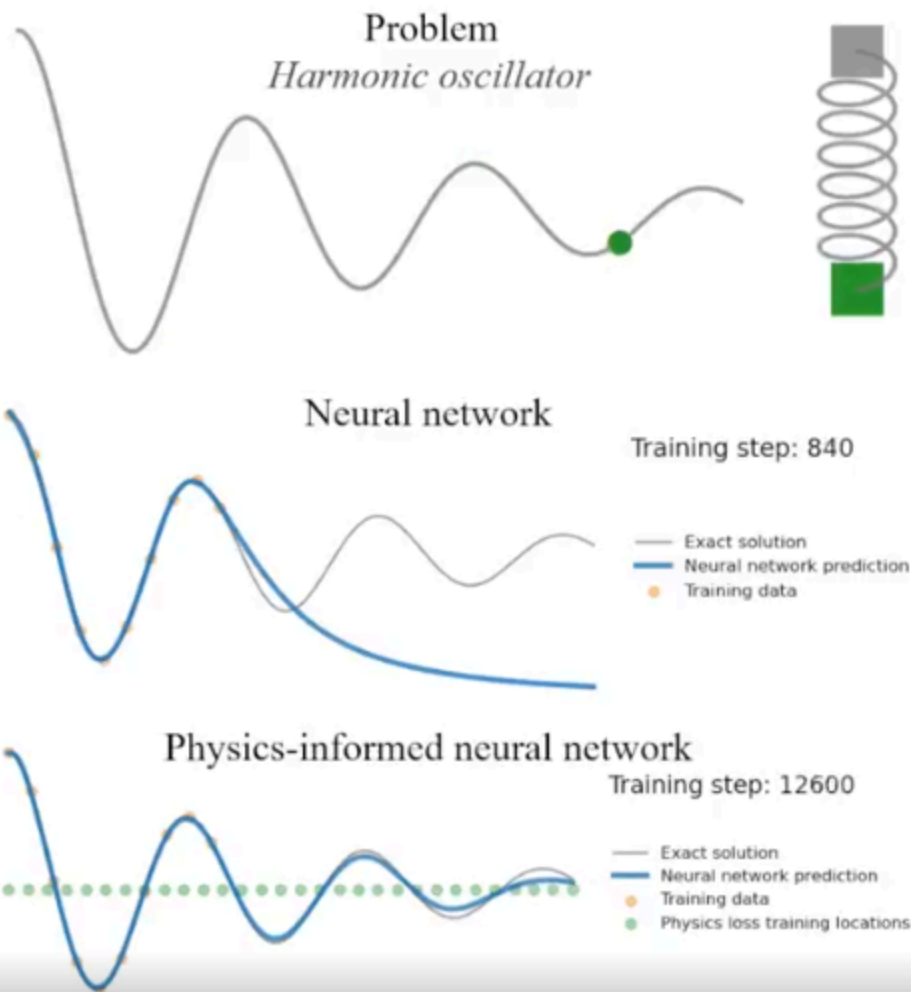 Problem
Harmonic oscillator
Neural network
Training step: 840
Exact solution
Neural network prediction
Training data
Physics-informed neural network
Training step: 12600
Exact solution
Neural network prediction
Training data
Physics loss training locations